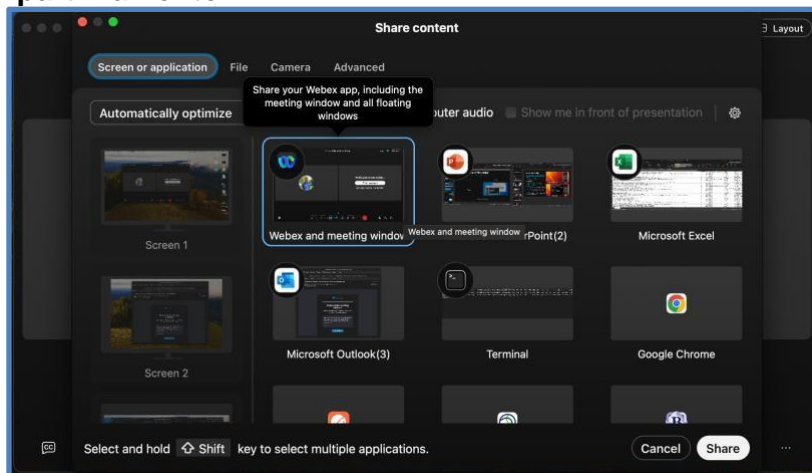 Share content
Layout
Screen or application File Camera Advanced
Share your Webex app, including the
meeting window and all floating
windows
Automatically optimize
uter audio Show me in front of presentation
Screen 1
Webex and meeting window
Webex and meeting window
rPoint(2)
Microsoft Excel
Screen 2
Microsoft Outlook(3)
Terminal
Google Chrome
Select and hold Shift key to select multiple applications.
Cancel
Share